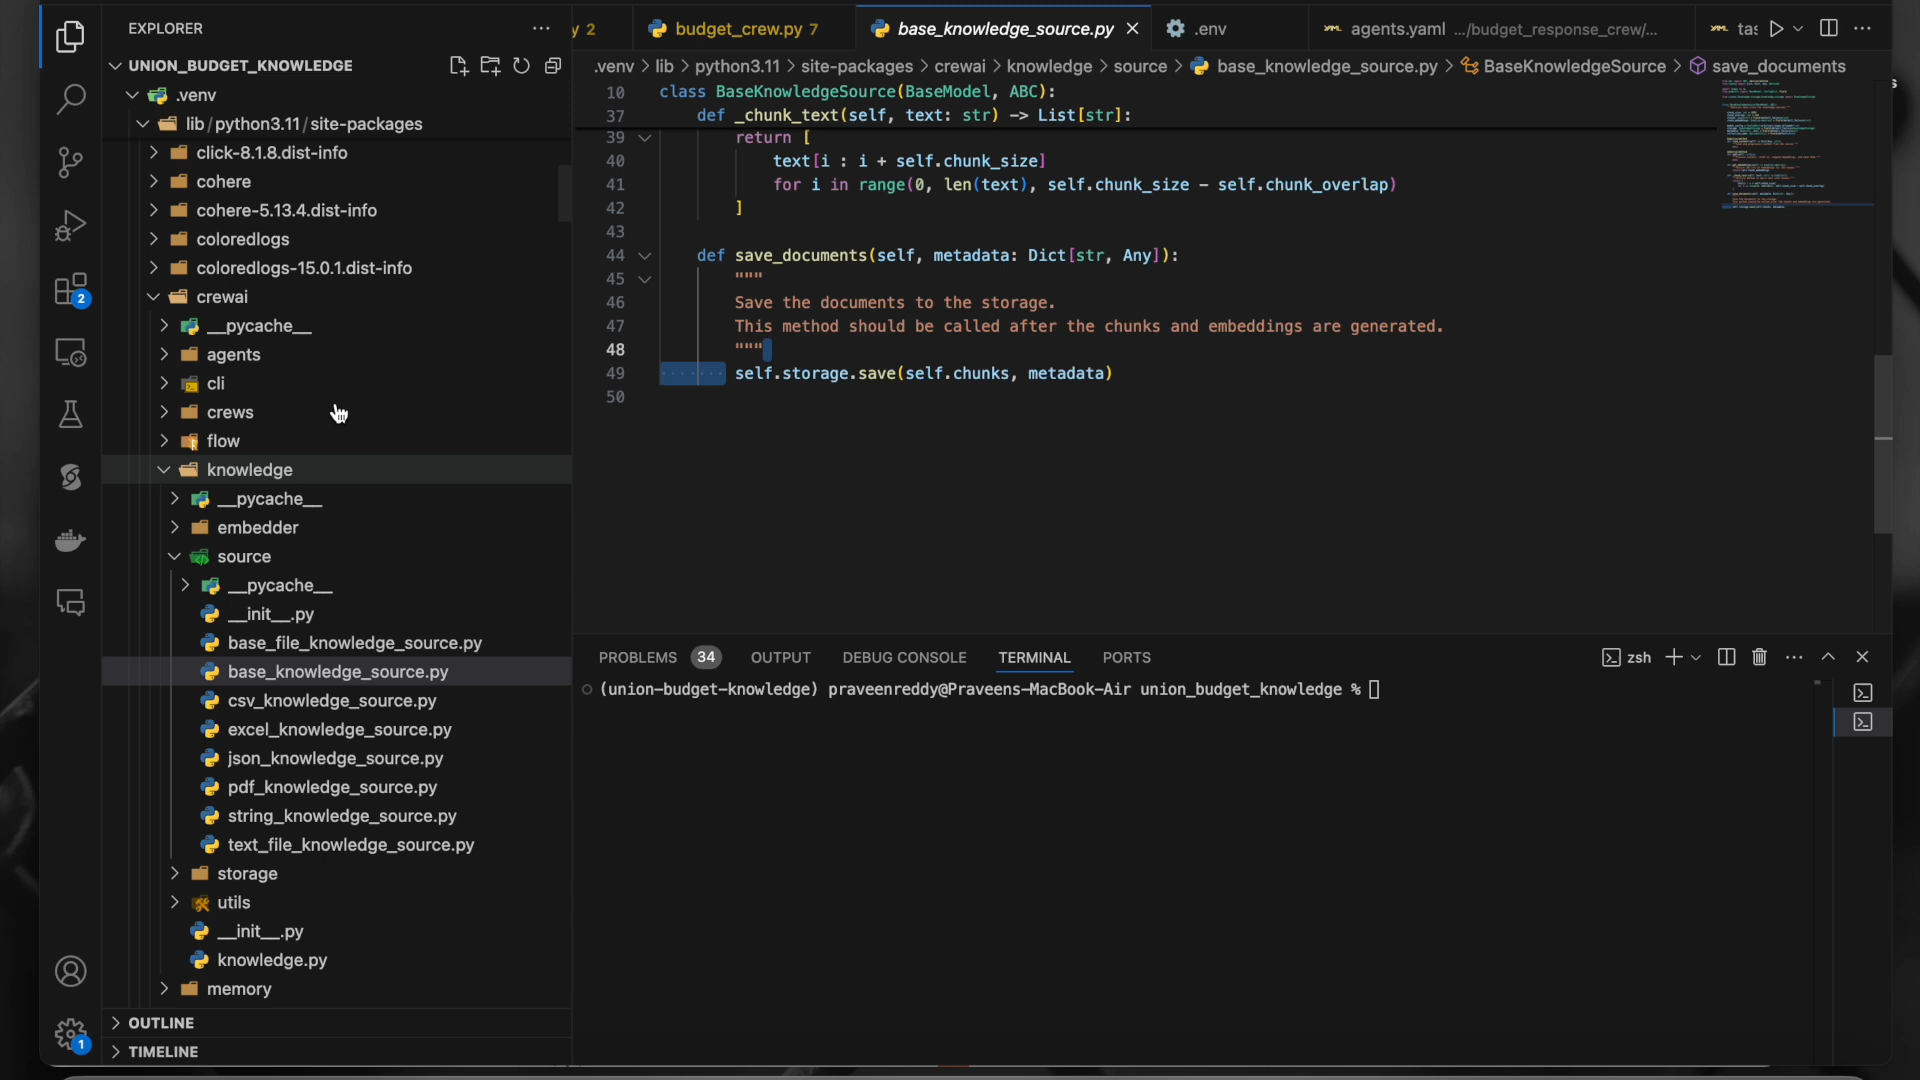 EXPLORER
UNION_BUDGET_KNOWLEDGE
.venv
lib / python3.11 / site-packages
click-8.1.8.dist-info
cohere
cohere-5.13.4.dist-info
coloredlogs
coloredlogs-15.0.1.dist-info
crewai
__pycache__
agents
cli
crews
flow
knowledge
__pycache__
embedder
source
__pycache__
__init__.py
base_file_knowledge_source.py
base_knowledge_source.py
csv_knowledge_source.py
excel_knowledge_source.py
json_knowledge_source.py
pdf_knowledge_source.py
string_knowledge_source.py
text_file_knowledge_source.py
storage
utils
__init__.py
knowledge.py
memory
OUTLINE
TIMELINE
2
1
y 2
budget_crew.py 7
base_knowledge_source.py
.env
agents.yaml .../budget_response_crew/...
tas
.venv > lib > python3.11 > site-packages > crewai > knowledge > source > base_knowledge_source.py > BaseKnowledgeSource > save_documents
10 class BaseKnowledgeSource(BaseModel, ABC):
37 def _chunk_text(self, text: str) -> List[str]:
39 return [
40 text[i : i + self.chunk_size]
41 for i in range(0, len(text), self.chunk_size - self.chunk_overlap)
42 ]
43
44 def save_documents(self, metadata: Dict[str, Any]):
45 """
46 Save the documents to the storage.
47 This method should be called after the chunks and embeddings are generated.
48 """
49 self.storage.save(self.chunks, metadata)
50
PROBLEMS 34 OUTPUT DEBUG CONSOLE TERMINAL PORTS
zsh
(union-budget-knowledge) praveenreddy@Praveens-MacBook-Air union_budget_knowledge %